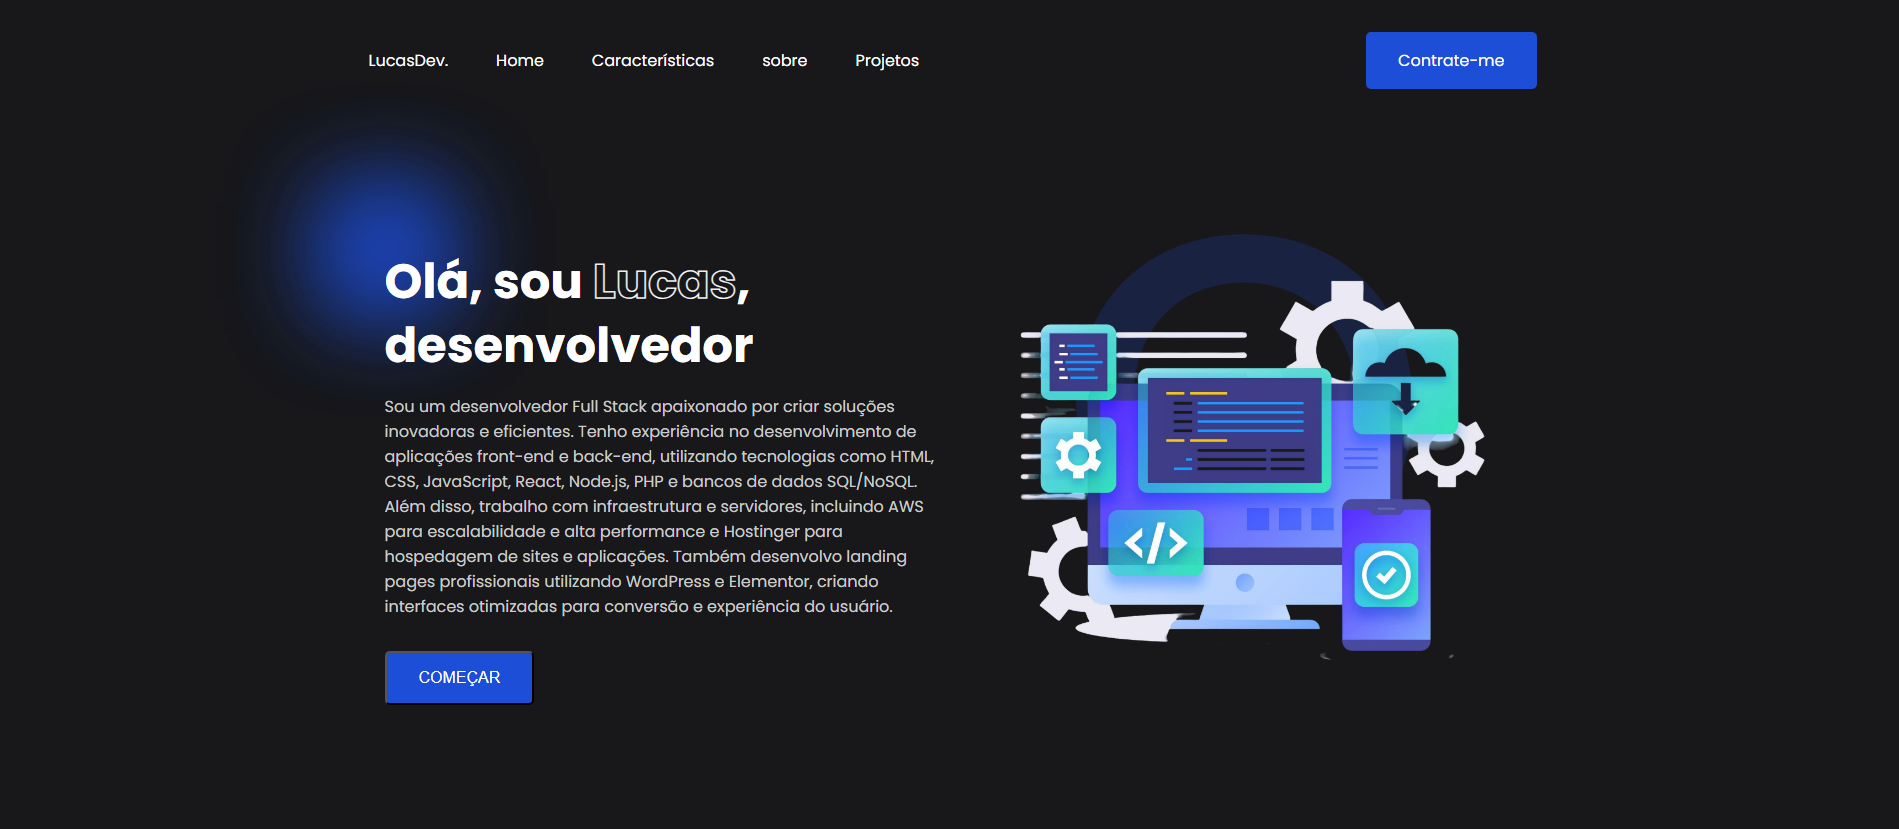 LucasDev. Home Características sobre Projetos Contrate-me
Olá, sou Lucas,
desenvolvedor
Sou um desenvolvedor Full Stack apaixonado por criar soluções
inovadoras e eficientes. Tenho experiência no desenvolvimento de
aplicações front-end e back-end, utilizando tecnologias como HTML,
CSS, JavaScript, React, Node.js, PHP e bancos de dados SQL/NoSQL.
Além disso, trabalho com infraestrutura e servidores, incluindo AWS
para escalabilidade e alta performance e Hostinger para
hospedagem de sites e aplicações. Também desenvolvo landing
pages profissionais utilizando WordPress e Elementor, criando
interfaces otimizadas para conversão e experiência do usuário.
COMEÇAR